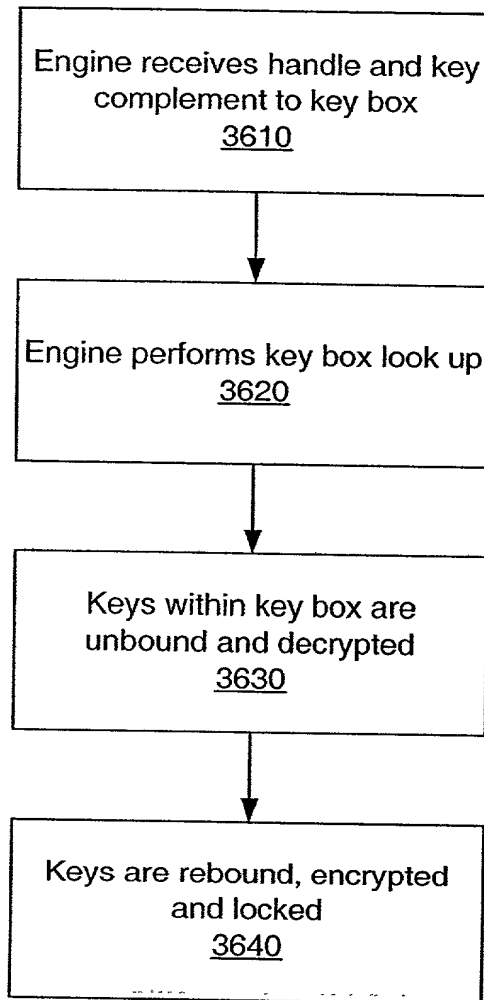 Engine receives handle and key
complement to key box
3610
Engine performs key box look up
3620
Keys within key box are
unbound and decrypted
3630
Keys are rebound, encrypted
and locked
3640